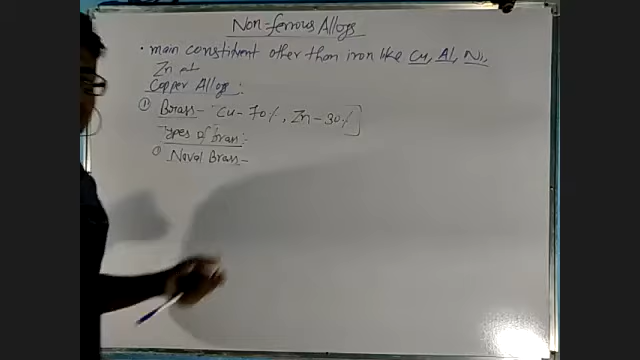 Non-ferrous Alloys
• main constituent other than iron like Cu, Al, Ni,
Zn etc
Copper Alloys:
① Brass - Cu - 70%, Zn - 30%
Types of brass:-
① Naval Brass -